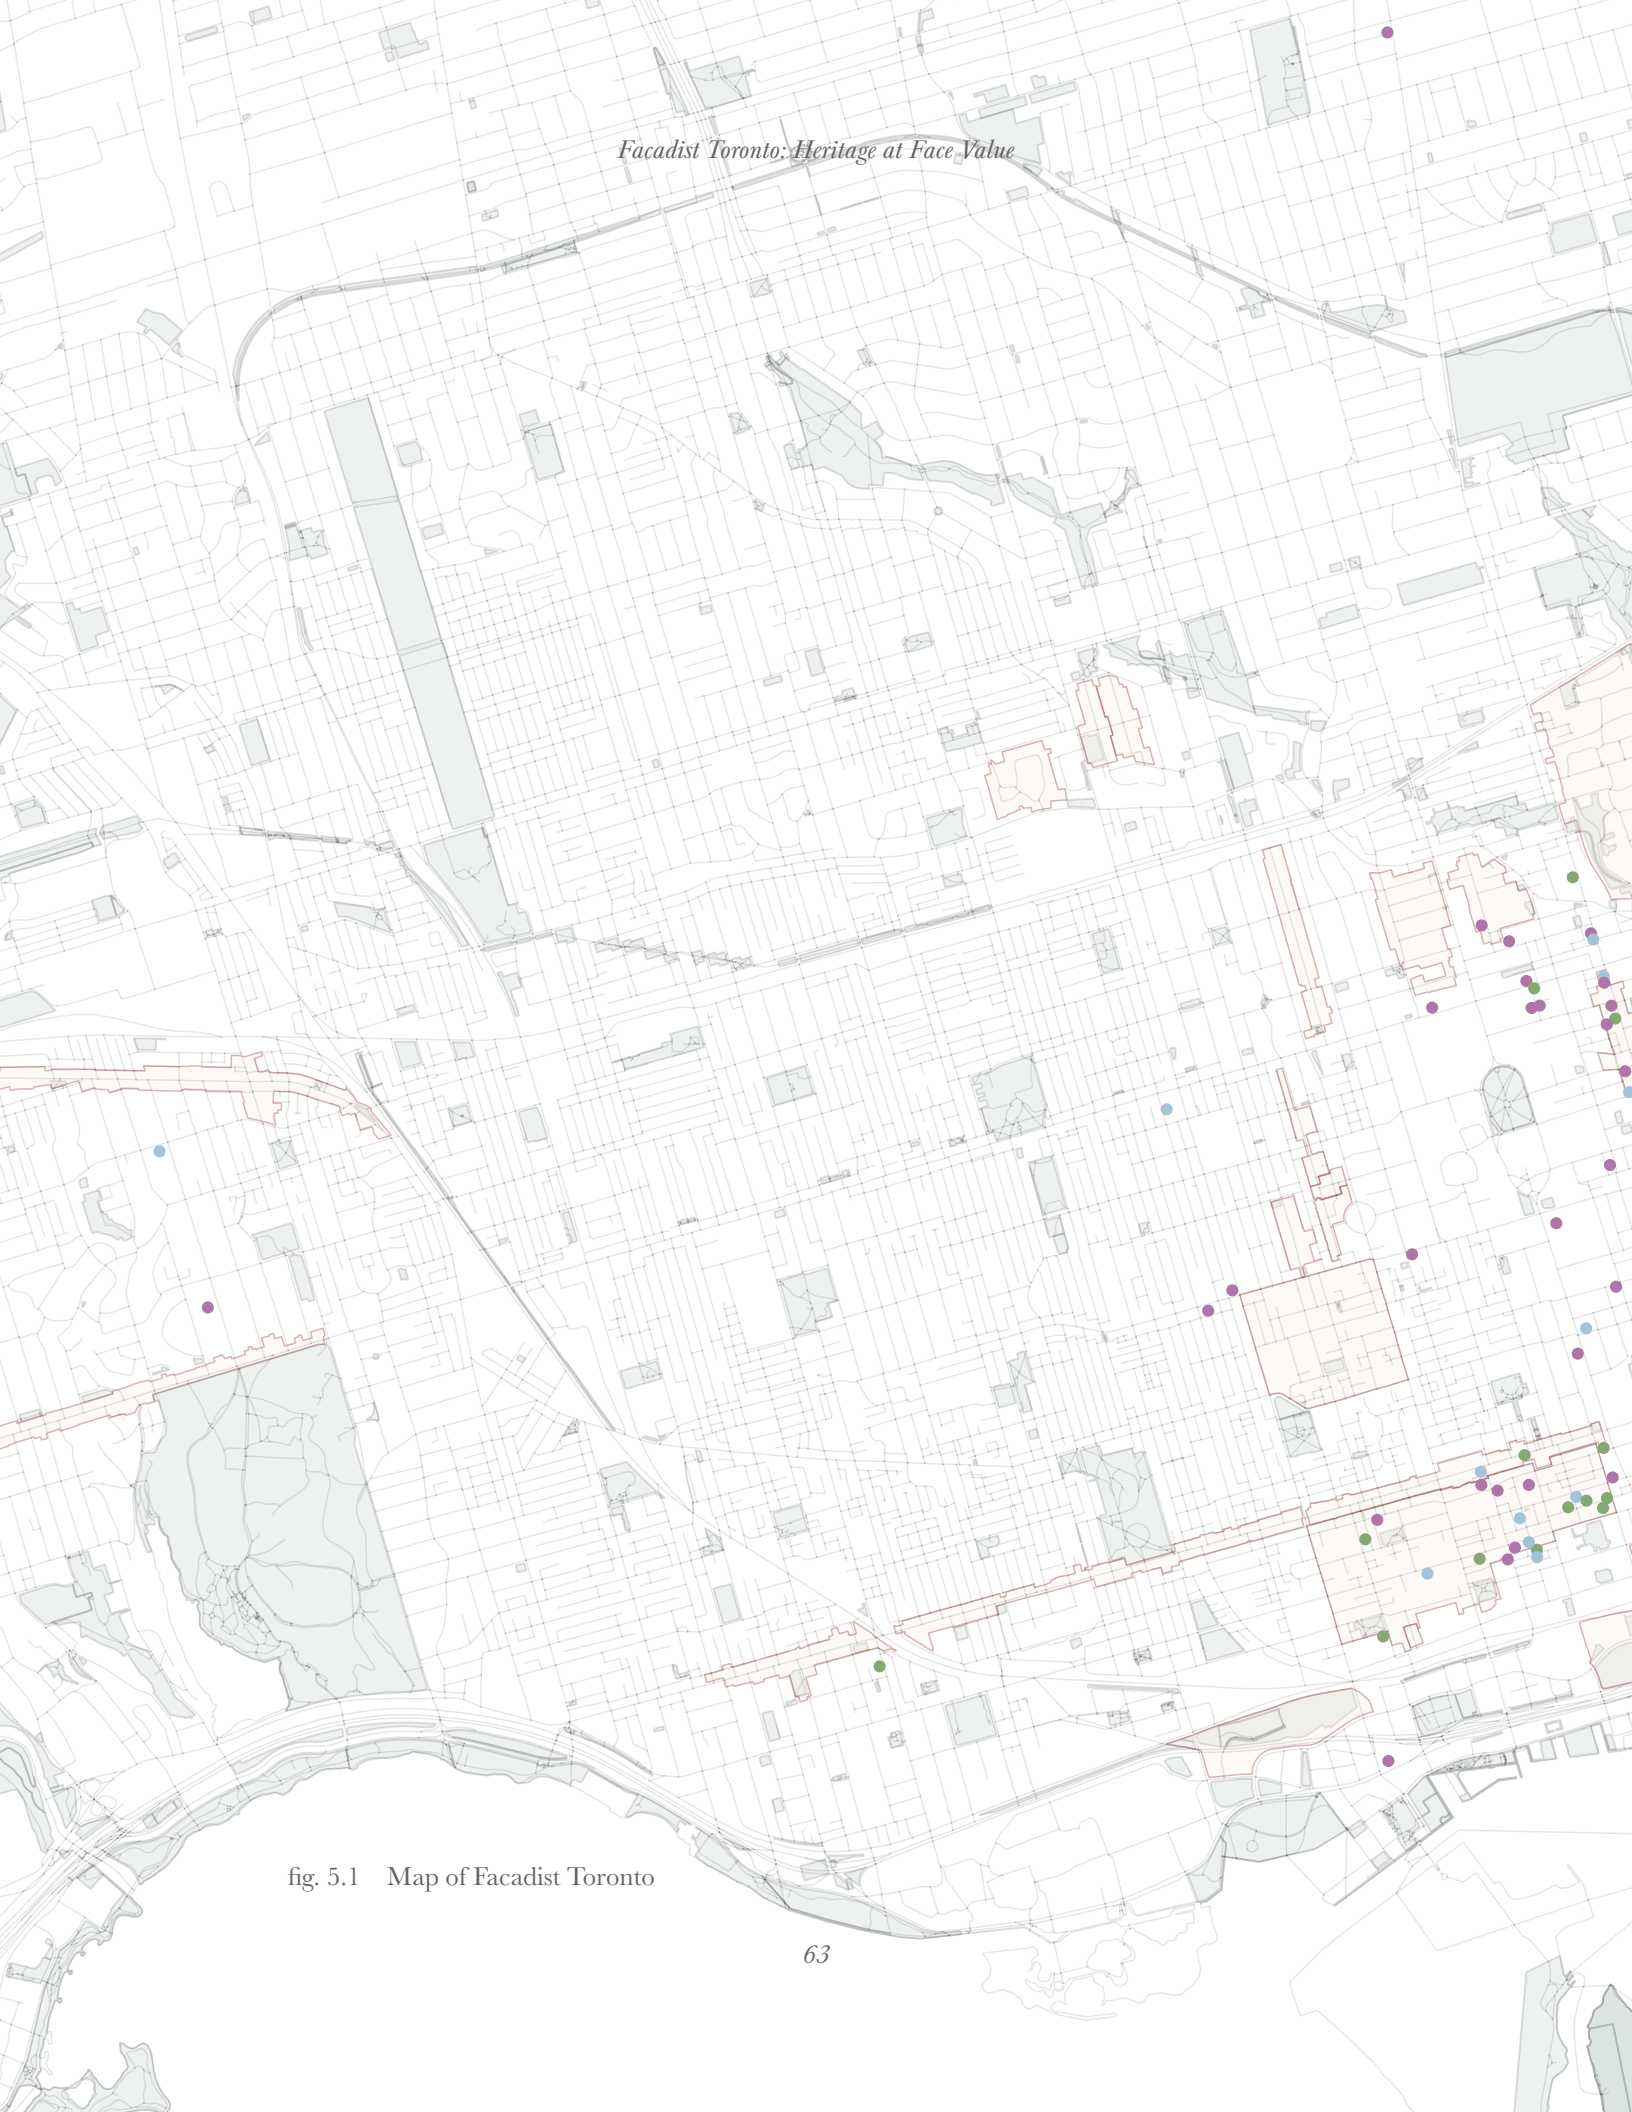 Facadist Toronto: Heritage at Face Value
fig. 5.1 Map of Facadist Toronto
63